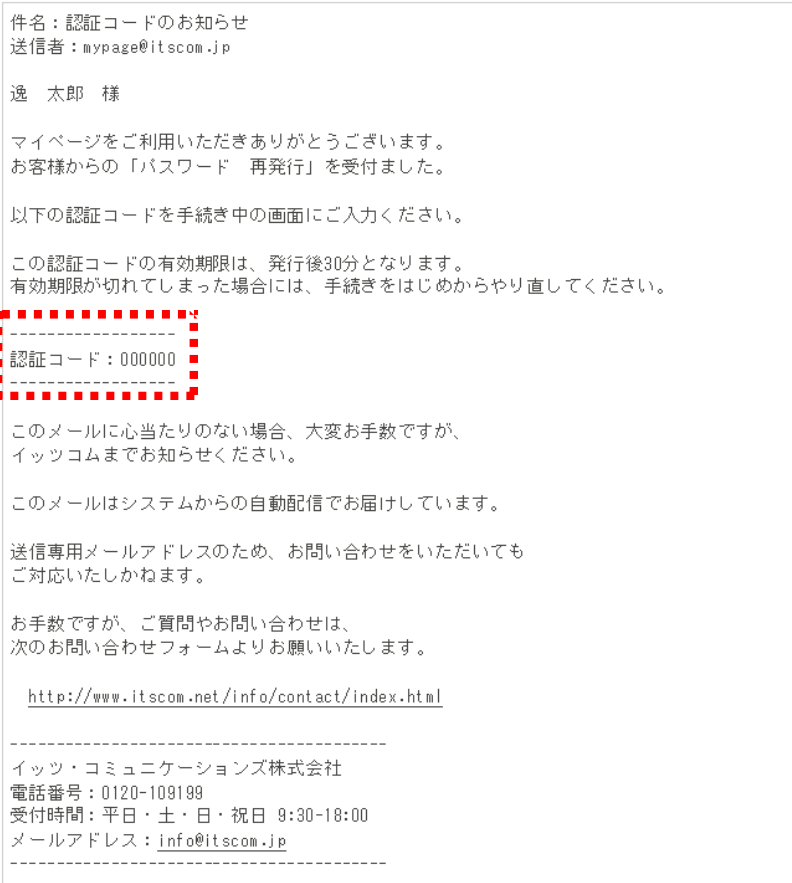 件名：認証コードのお知らせ
送信者：mypage@itscom.jp
逸　太郎　様
マイページをご利用いただきありがとうございます。
お客様からの「パスワード　再発行」を受付ました。
以下の認証コードを手続き中の画面にご入力ください。
この認証コードの有効期限は、発行後30分となります。
有効期限が切れてしまった場合には、手続きをはじめからやり直してください。
------------------
認証コード：000000
------------------
このメールに心当たりのない場合、大変お手数ですが、
イッツコムまでお知らせください。
このメールはシステムからの自動配信でお届けしています。
送信専用メールアドレスのため、お問い合わせをいただいても
ご対応いたしかねます。
お手数ですが、ご質問やお問い合わせは、
次のお問い合わせフォームよりお願いいたします。
http://www.itscom.net/info/contact/index.html
-----------------------------------------
イッツ・コミュニケーションズ株式会社
電話番号：0120-109199
受付時間：平日・土・日・祝日 9:30-18:00
メールアドレス：info@itscom.jp
-----------------------------------------